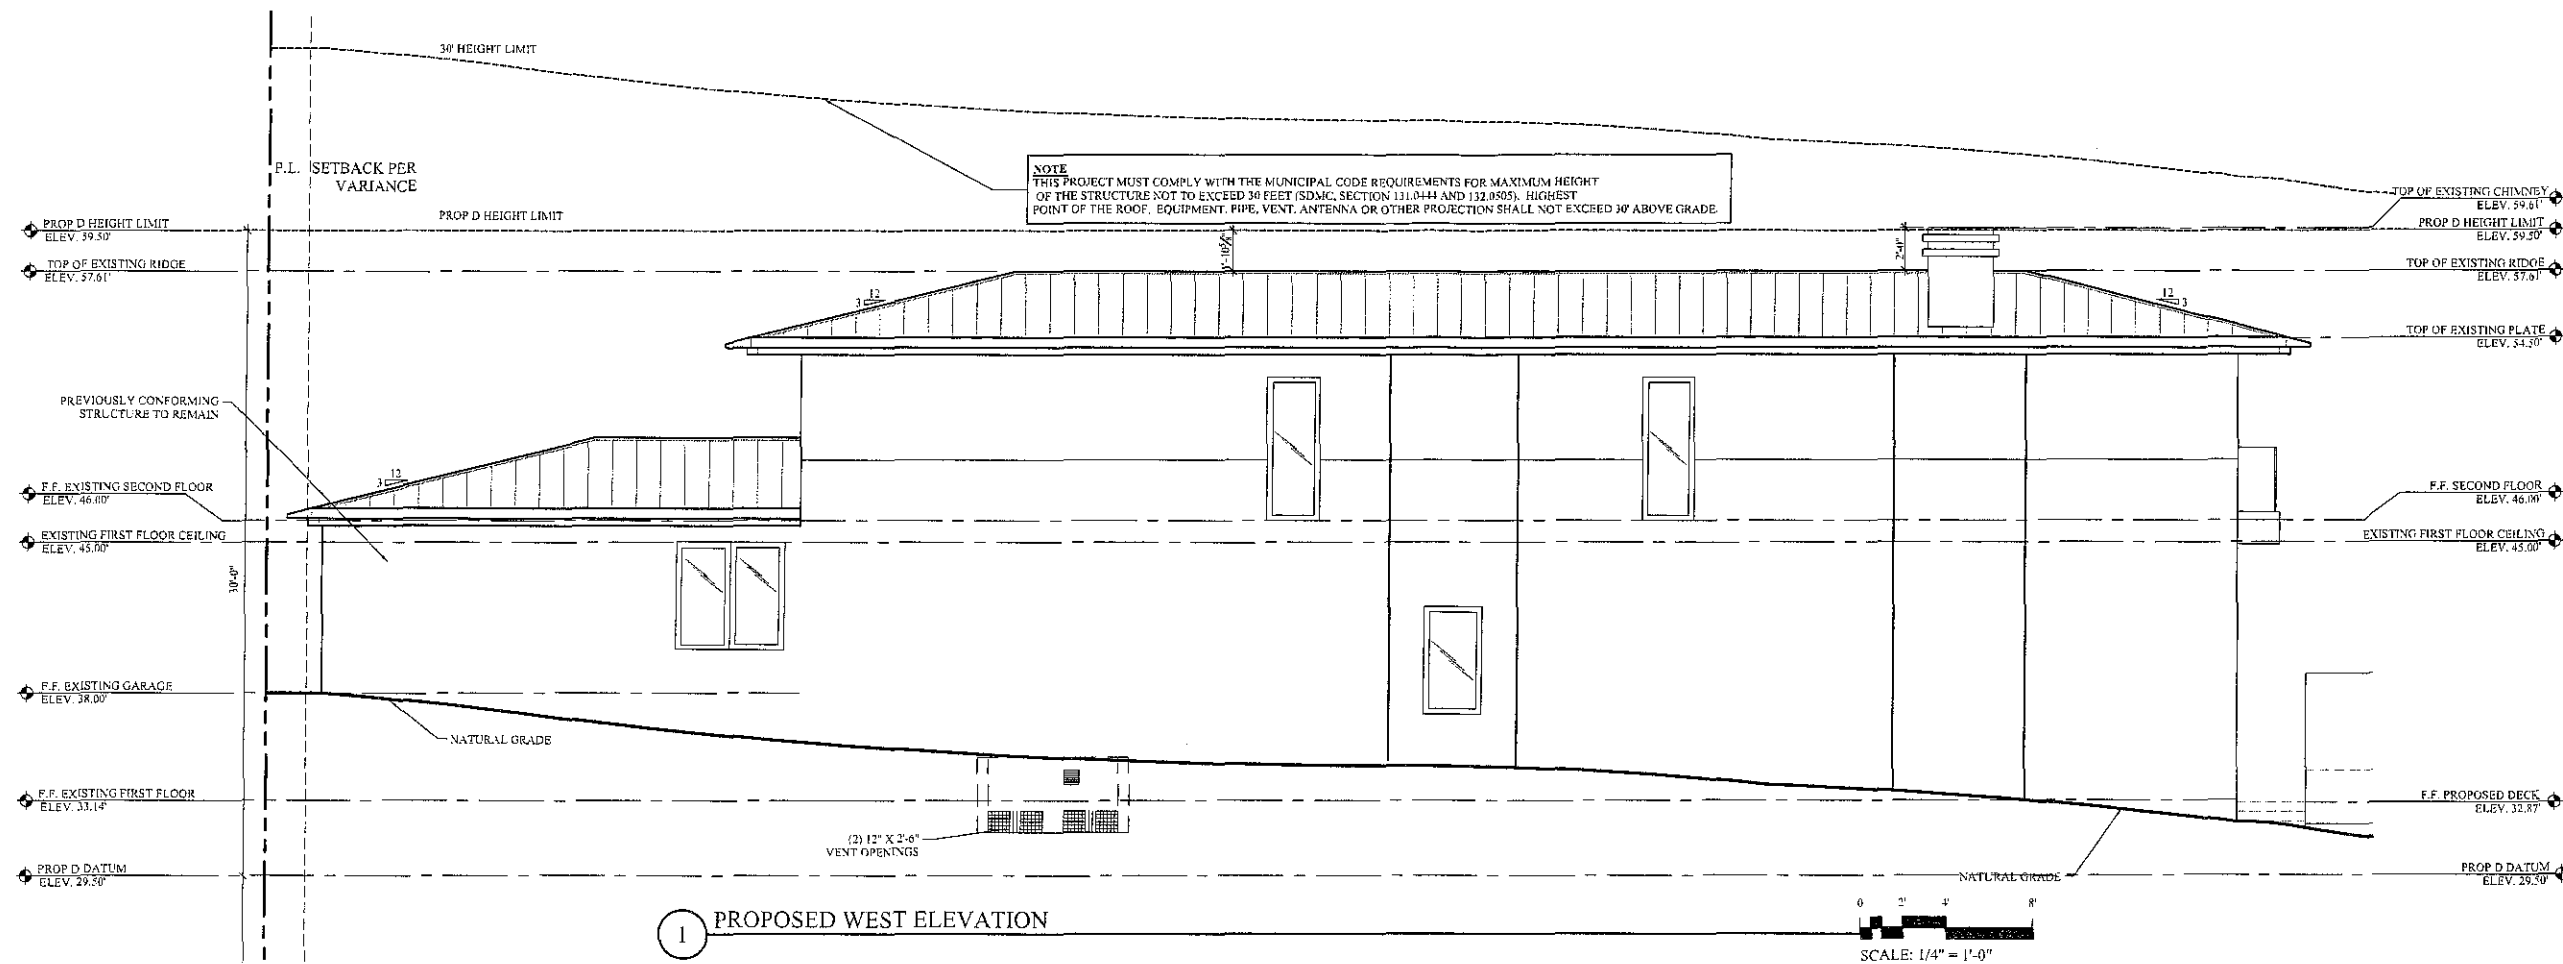 30' HEIGHT LIMIT
P.L. SETBACK PER
VARIANCE
NOTE
THIS PROJECT MUST COMPLY WITH THE MUNICIPAL CODE REQUIREMENTS FOR MAXIMUM HEIGHT
OF THE STRUCTURE NOT TO EXCEED 30 FEET (SDMC, SECTION 131.0444 AND 132.0505). HIGHEST
POINT OF THE ROOF, EQUIPMENT, PIPE, VENT, ANTENNA OR OTHER PROJECTION SHALL NOT EXCEED 30' ABOVE GRADE.
TOP OF EXISTING CHIMNEY
ELEV. 59.61'
PROP D HEIGHT LIMIT
ELEV. 59.50'
PROP D HEIGHT LIMIT
PROP D HEIGHT LIMIT
ELEV. 59.50'
TOP OF EXISTING RIDGE
ELEV. 57.61'
1'-10 5/8"
2'-0"
TOP OF EXISTING RIDGE
ELEV. 57.61'
12
3
12
3
TOP OF EXISTING PLATE
ELEV. 54.50'
PREVIOUSLY CONFORMING
STRUCTURE TO REMAIN
12
3
F.F. EXISTING SECOND FLOOR
ELEV. 46.00'
F.F. SECOND FLOOR
ELEV. 46.00'
EXISTING FIRST FLOOR CEILING
ELEV. 45.00'
EXISTING FIRST FLOOR CEILING
ELEV. 45.00'
30'-0"
F.F. EXISTING GARAGE
ELEV. 38.00'
NATURAL GRADE
F.F. EXISTING FIRST FLOOR
ELEV. 33.14'
F.F. PROPOSED DECK
ELEV. 32.87'
(2) 12" X 2'-6"
VENT OPENINGS
PROP D DATUM
ELEV. 29.50'
NATURAL GRADE
PROP D DATUM
ELEV. 29.50'
1 PROPOSED WEST ELEVATION
0 2' 4' 8'
SCALE: 1/4" = 1'-0"